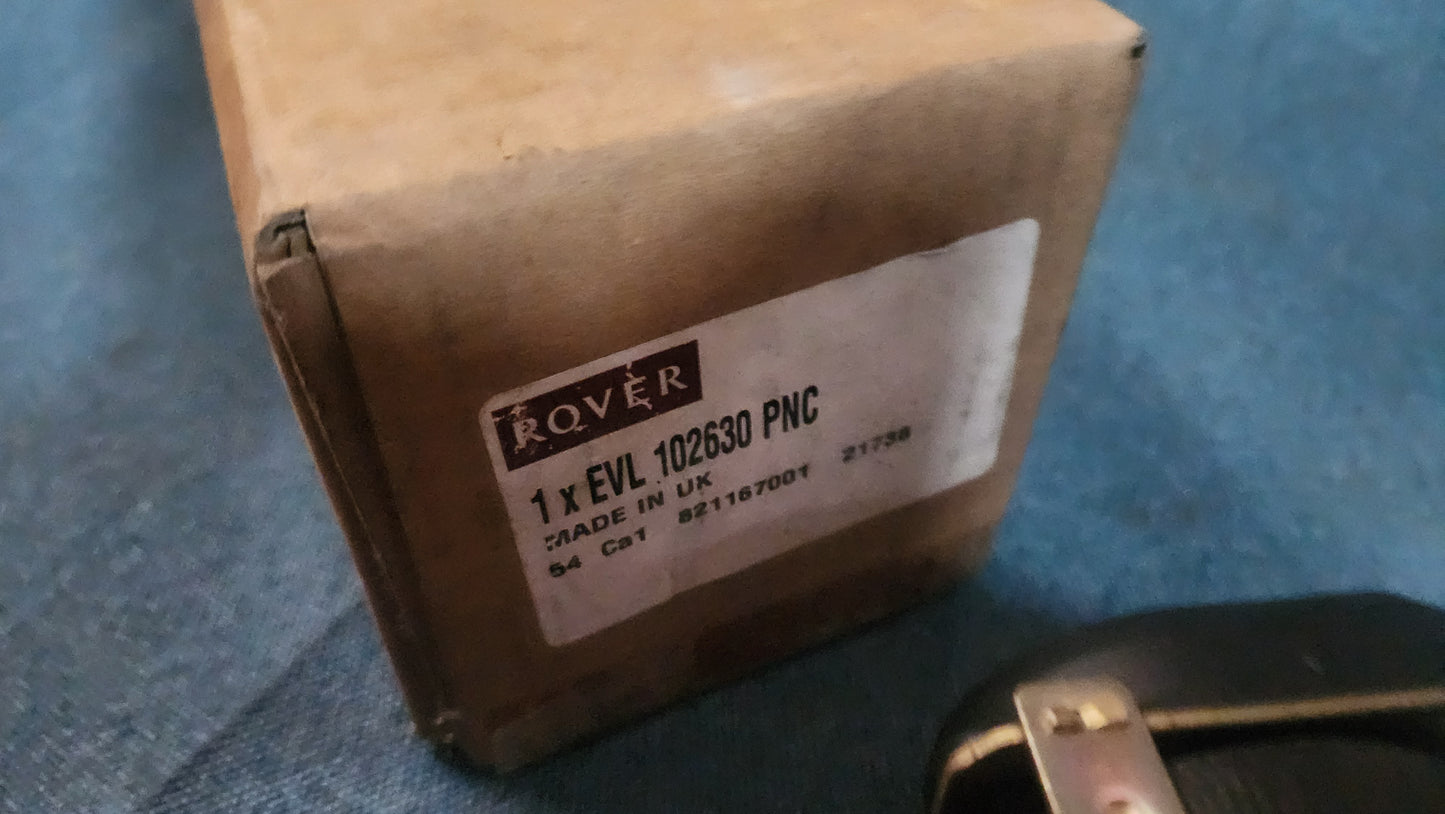 ROVER
1 x EVL 102630 PNC
MADE IN UK
54 Ca1 821167001 21738